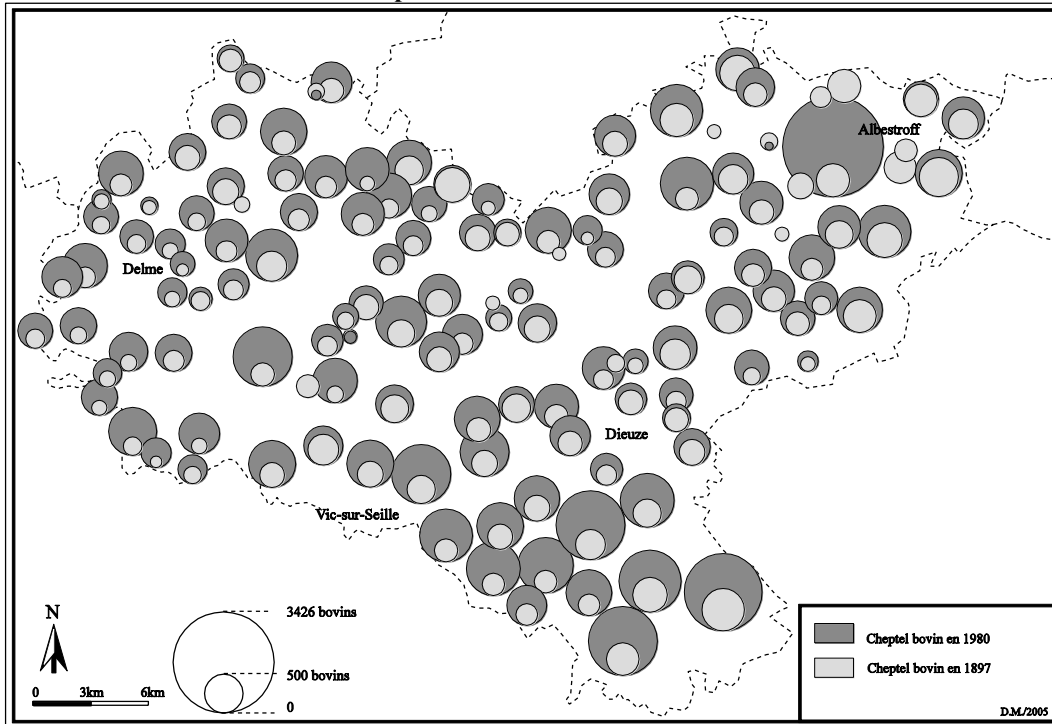 Albestroff
Delme
Dieuze
Vic-sur-Seille
N
0 3km 6km
3426 bovins
500 bovins
0
Cheptel bovin en 1980
Cheptel bovin en 1897
D.M./2005